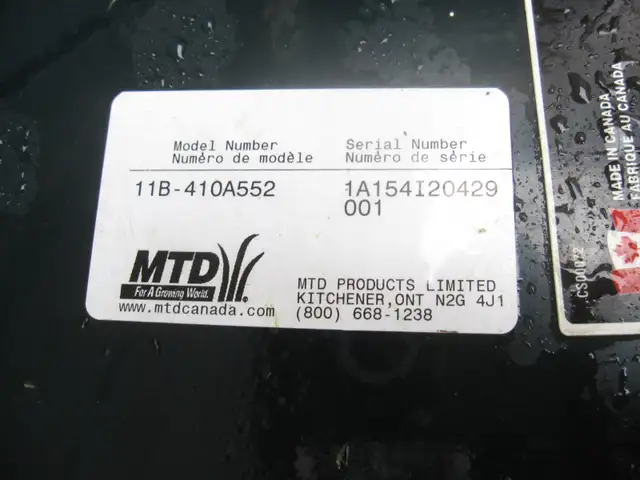 Model Number
Numéro de modèle
Serial Number
Numéro de série
11B-410A552
1A154I20429
001
MTD
For A Growing World.
www.mtdcanada.com
MTD PRODUCTS LIMITED
KITCHENER,ONT N2G 4J1
(800) 668-1238
MADE IN CANADA
FABRIQUE AU CANADA